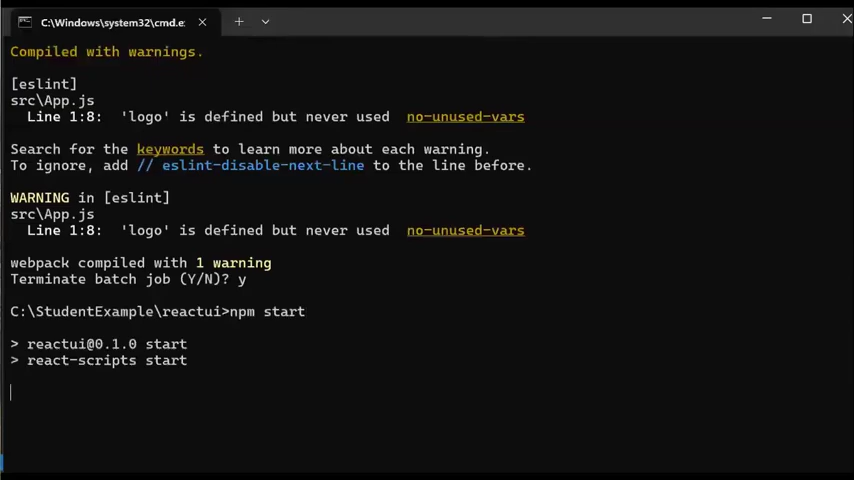 C:\Windows\system32\cmd.e
Compiled with warnings.
[eslint]
src\App.js
Line 1:8: 'logo' is defined but never used no-unused-vars
Search for the keywords to learn more about each warning.
To ignore, add // eslint-disable-next-line to the line before.
WARNING in [eslint]
src\App.js
Line 1:8: 'logo' is defined but never used no-unused-vars
webpack compiled with 1 warning
Terminate batch job (Y/N)? y
C:\StudentExample\reactui>npm start
> reactui@0.1.0 start
> react-scripts start